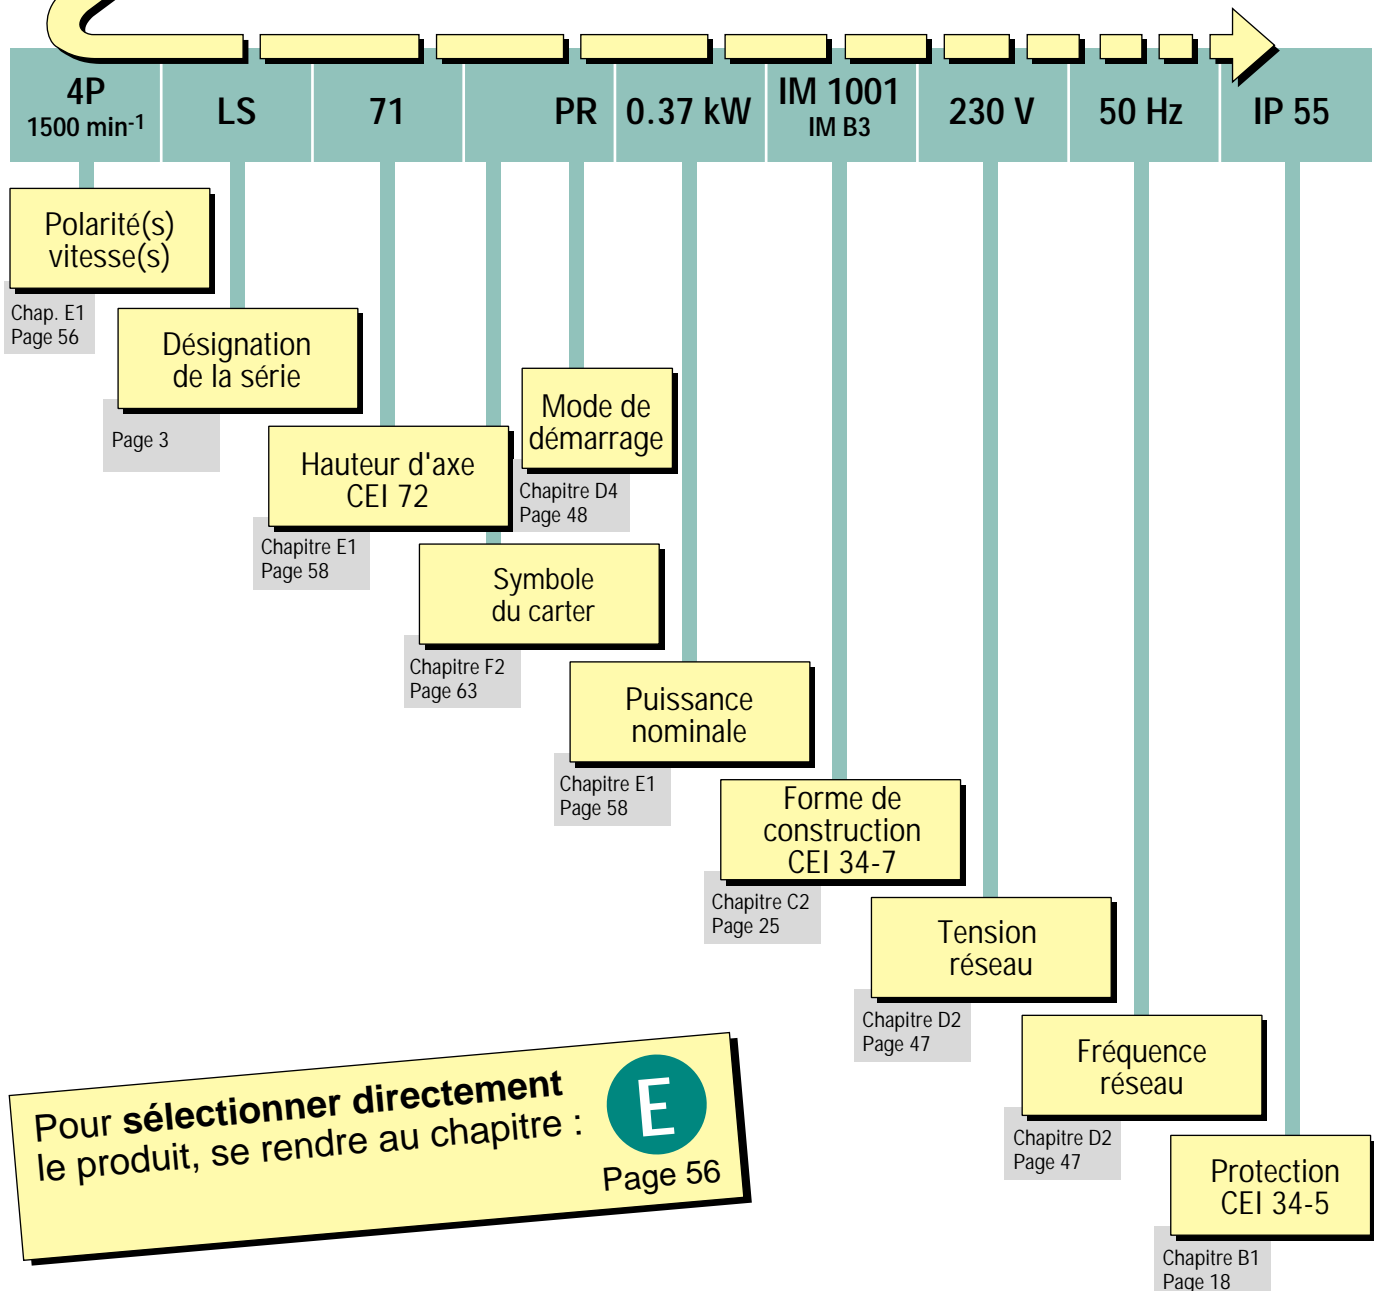 4P
1500 min-1
LS
71
PR
0.37 kW
IM 1001
IM B3
230 V
50 Hz
IP 55
Polarité(s)
vitesse(s)
Chap. E1
Page 56
Désignation
de la série
Page 3
Mode de
démarrage
Chapitre D4
Page 48
Hauteur d'axe
CEI 72
Chapitre E1
Page 58
Symbole
du carter
Chapitre F2
Page 63
Puissance
nominale
Chapitre E1
Page 58
Forme de
construction
CEI 34-7
Chapitre C2
Page 25
Tension
réseau
Chapitre D2
Page 47
Fréquence
réseau
Chapitre D2
Page 47
Protection
CEI 34-5
Chapitre B1
Page 18
Pour sélectionner directement
le produit, se rendre au chapitre :
E
Page 56